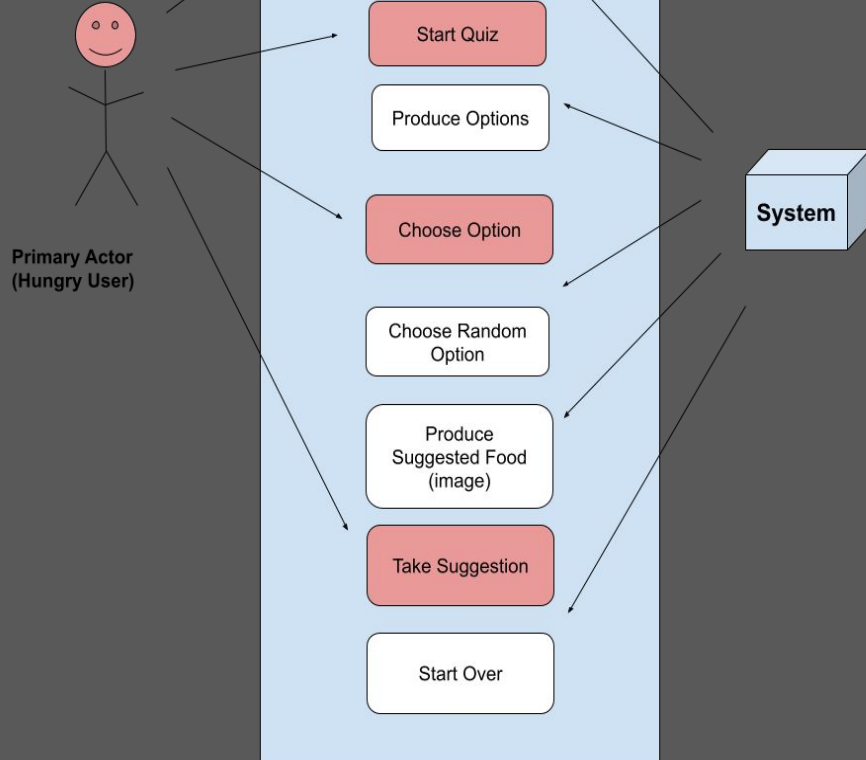 Start Quiz
Produce Options
Choose Option
System
Primary Actor
(Hungry User)
Choose Random
Option
Produce
Suggested Food
(image)
Take Suggestion
Start Over